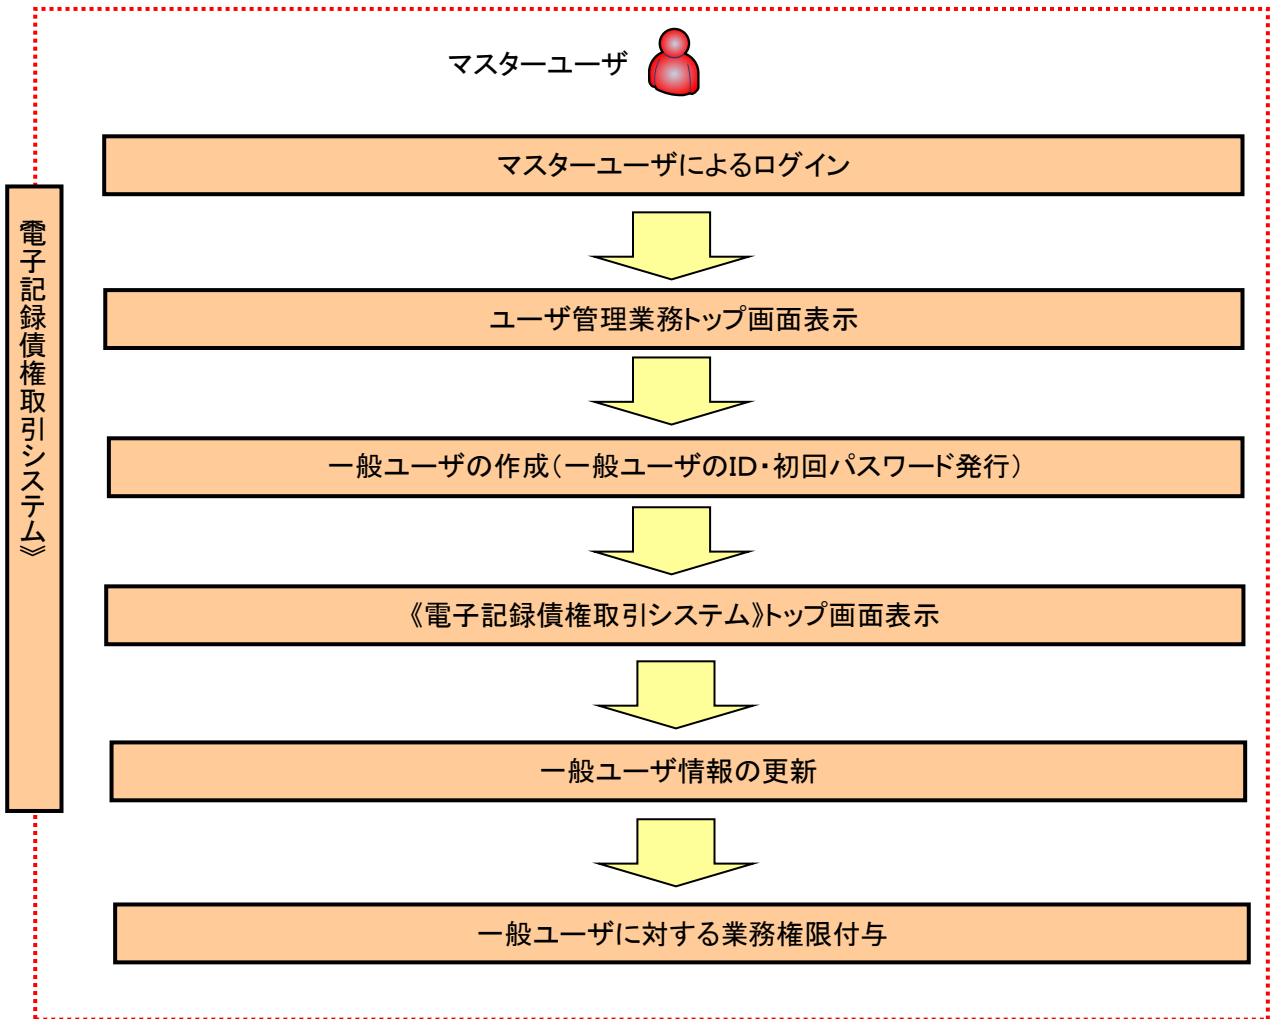 マスターユーザ
マスターユーザによるログイン
《電子記録債権取引システム》
ユーザ管理業務トップ画面表示
一般ユーザの作成（一般ユーザのID・初回パスワード発行）
《電子記録債権取引システム》トップ画面表示
一般ユーザ情報の更新
一般ユーザに対する業務権限付与